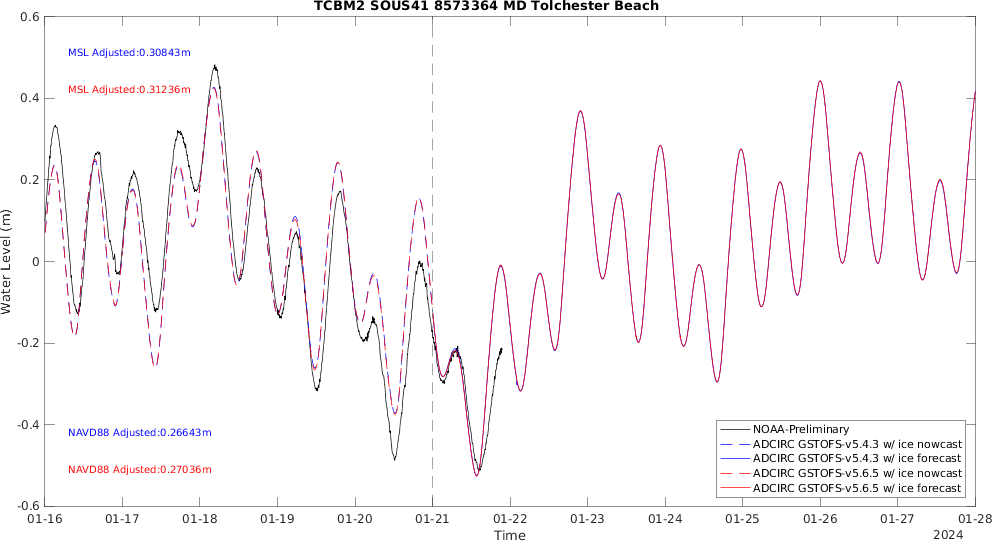 TCBM2 SOUS41 8573364 MD Tolchester Beach
0.6
0.4
0.2
0
-0.2
-0.4
-0.6
Water Level (m)
MSL Adjusted:0.30843m
MSL Adjusted:0.31236m
NAVD88 Adjusted:0.26643m
NAVD88 Adjusted:0.27036m
NOAA-Preliminary
ADCIRC GSTOFS-v5.4.3 w/ ice nowcast
ADCIRC GSTOFS-v5.4.3 w/ ice forecast
ADCIRC GSTOFS-v5.6.5 w/ ice nowcast
ADCIRC GSTOFS-v5.6.5 w/ ice forecast
01-16 01-17 01-18 01-19 01-20 01-21 01-22 01-23 01-24 01-25 01-26 01-27 01-28
Time
2024